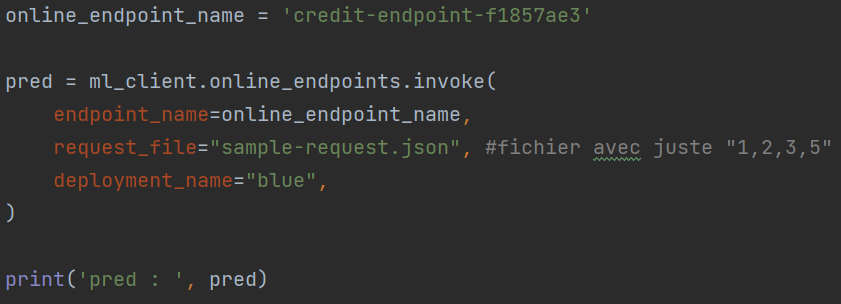 online_endpoint_name = 'credit-endpoint-f1857ae3'
pred = ml_client.online_endpoints.invoke(
    endpoint_name=online_endpoint_name,
    request_file="sample-request.json", #fichier avec juste "1,2,3,5"
    deployment_name="blue",
)
print('pred : ', pred)